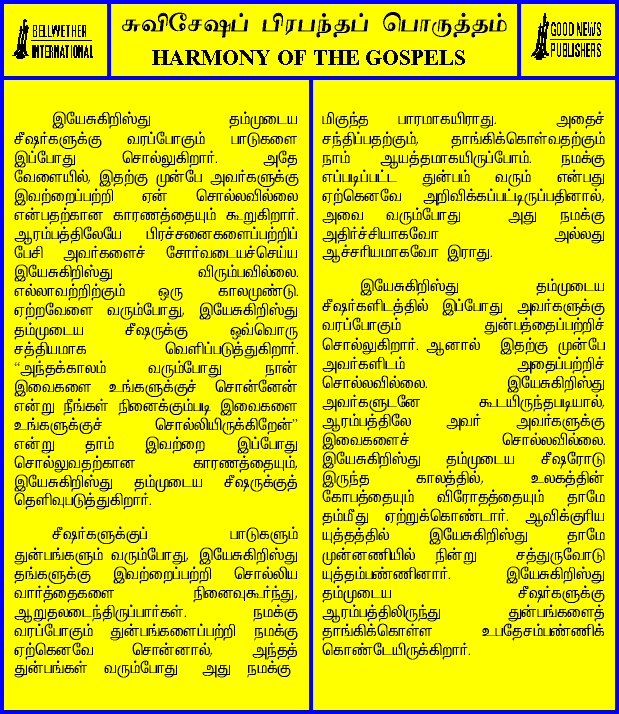 BELLWETHER
INTERNATIONAL
சுவிசேஷப் பிரபந்தப் பொருத்தம்
HARMONY OF THE GOSPELS
GOOD NEWS
PUBLISHERS
இயேசுகிறிஸ்து தம்முடைய
சீஷர்களுக்கு வரப்போகும் பாடுகளை
இப்போது சொல்லுகிறார். அதே
வேளையில், இதற்கு முன்பே அவர்களுக்கு
இவற்றைப்பற்றி ஏன் சொல்லவில்லை
என்பதற்கான காரணத்தையும் கூறுகிறார்.
ஆரம்பத்திலேயே பிரச்சனைகளைப்பற்றிப்
பேசி அவர்களைச் சோர்வடையச்செய்ய
இயேசுகிறிஸ்து விரும்பவில்லை.
எல்லாவற்றிற்கும் ஒரு காலமுண்டு.
ஏற்றவேளை வரும்போது, இயேசுகிறிஸ்து
தம்முடைய சீஷருக்கு ஒவ்வொரு
சத்தியமாக வெளிப்படுத்துகிறார்.
“அந்தக்காலம் வரும்போது நான்
இவைகளை உங்களுக்குச் சொன்னேன்
என்று நீங்கள் நினைக்கும்படி இவைகளை
உங்களுக்குச் சொல்லியிருக்கிறேன்”
என்று தாம் இவற்றை இப்போது
சொல்லுவதற்கான காரணத்தையும்,
இயேசுகிறிஸ்து தம்முடைய சீஷருக்குத்
தெளிவுபடுத்துகிறார்.
சீஷர்களுக்குப் பாடுகளும்
துன்பங்களும் வரும்போது, இயேசுகிறிஸ்து
தங்களுக்கு இவற்றைப்பற்றி சொல்லிய
வார்த்தைகளை நினைவுகூர்ந்து,
ஆறுதலடைந்திருப்பார்கள். நமக்கு
வரப்போகும் துன்பங்களைப்பற்றி நமக்கு
ஏற்கெனவே சொன்னால், அந்தத்
துன்பங்கள் வரும்போது அது நமக்கு
மிகுந்த பாரமாகயிராது. அதைச்
சந்திப்பதற்கும், தாங்கிக்கொள்வதற்கும்
நாம் ஆயத்தமாகயிருப்போம். நமக்கு
எப்படிப்பட்ட துன்பம் வரும் என்பது
ஏற்கெனவே அறிவிக்கப்பட்டிருப்பதினால்,
அவை வரும்போது அது நமக்கு
அதிர்ச்சியாகவோ அல்லது
ஆச்சரியமாகவோ இராது.
இயேசுகிறிஸ்து தம்முடைய
சீஷர்களிடத்தில் இப்போது அவர்களுக்கு
வரப்போகும் துன்பத்தைப்பற்றிச்
சொல்லுகிறார். ஆனால் இதற்கு முன்பே
அவர்களிடம் அதைப்பற்றிச்
சொல்லவில்லை. இயேசுகிறிஸ்து
அவர்களுடனே கூடயிருந்தபடியால்,
ஆரம்பத்திலே அவர் அவர்களுக்கு
இவைகளைச் சொல்லவில்லை.
இயேசுகிறிஸ்து தம்முடைய சீஷரோடு
இருந்த காலத்தில், உலகத்தின்
கோபத்தையும் விரோதத்தையும் தாமே
தம்மீது ஏற்றுக்கொண்டார். ஆவிக்குரிய
யுத்தத்தில் இயேசுகிறிஸ்து தாமே
முன்னணியில் நின்று சத்துருவோடு
யுத்தம்பண்ணினார். இயேசுகிறிஸ்து
தம்முடைய சீஷர்களுக்கு
ஆரம்பத்திலிருந்து துன்பங்களைத்
தாங்கிக்கொள்ள உபதேசம்பண்ணிக்
கொண்டேயிருக்கிறார்.